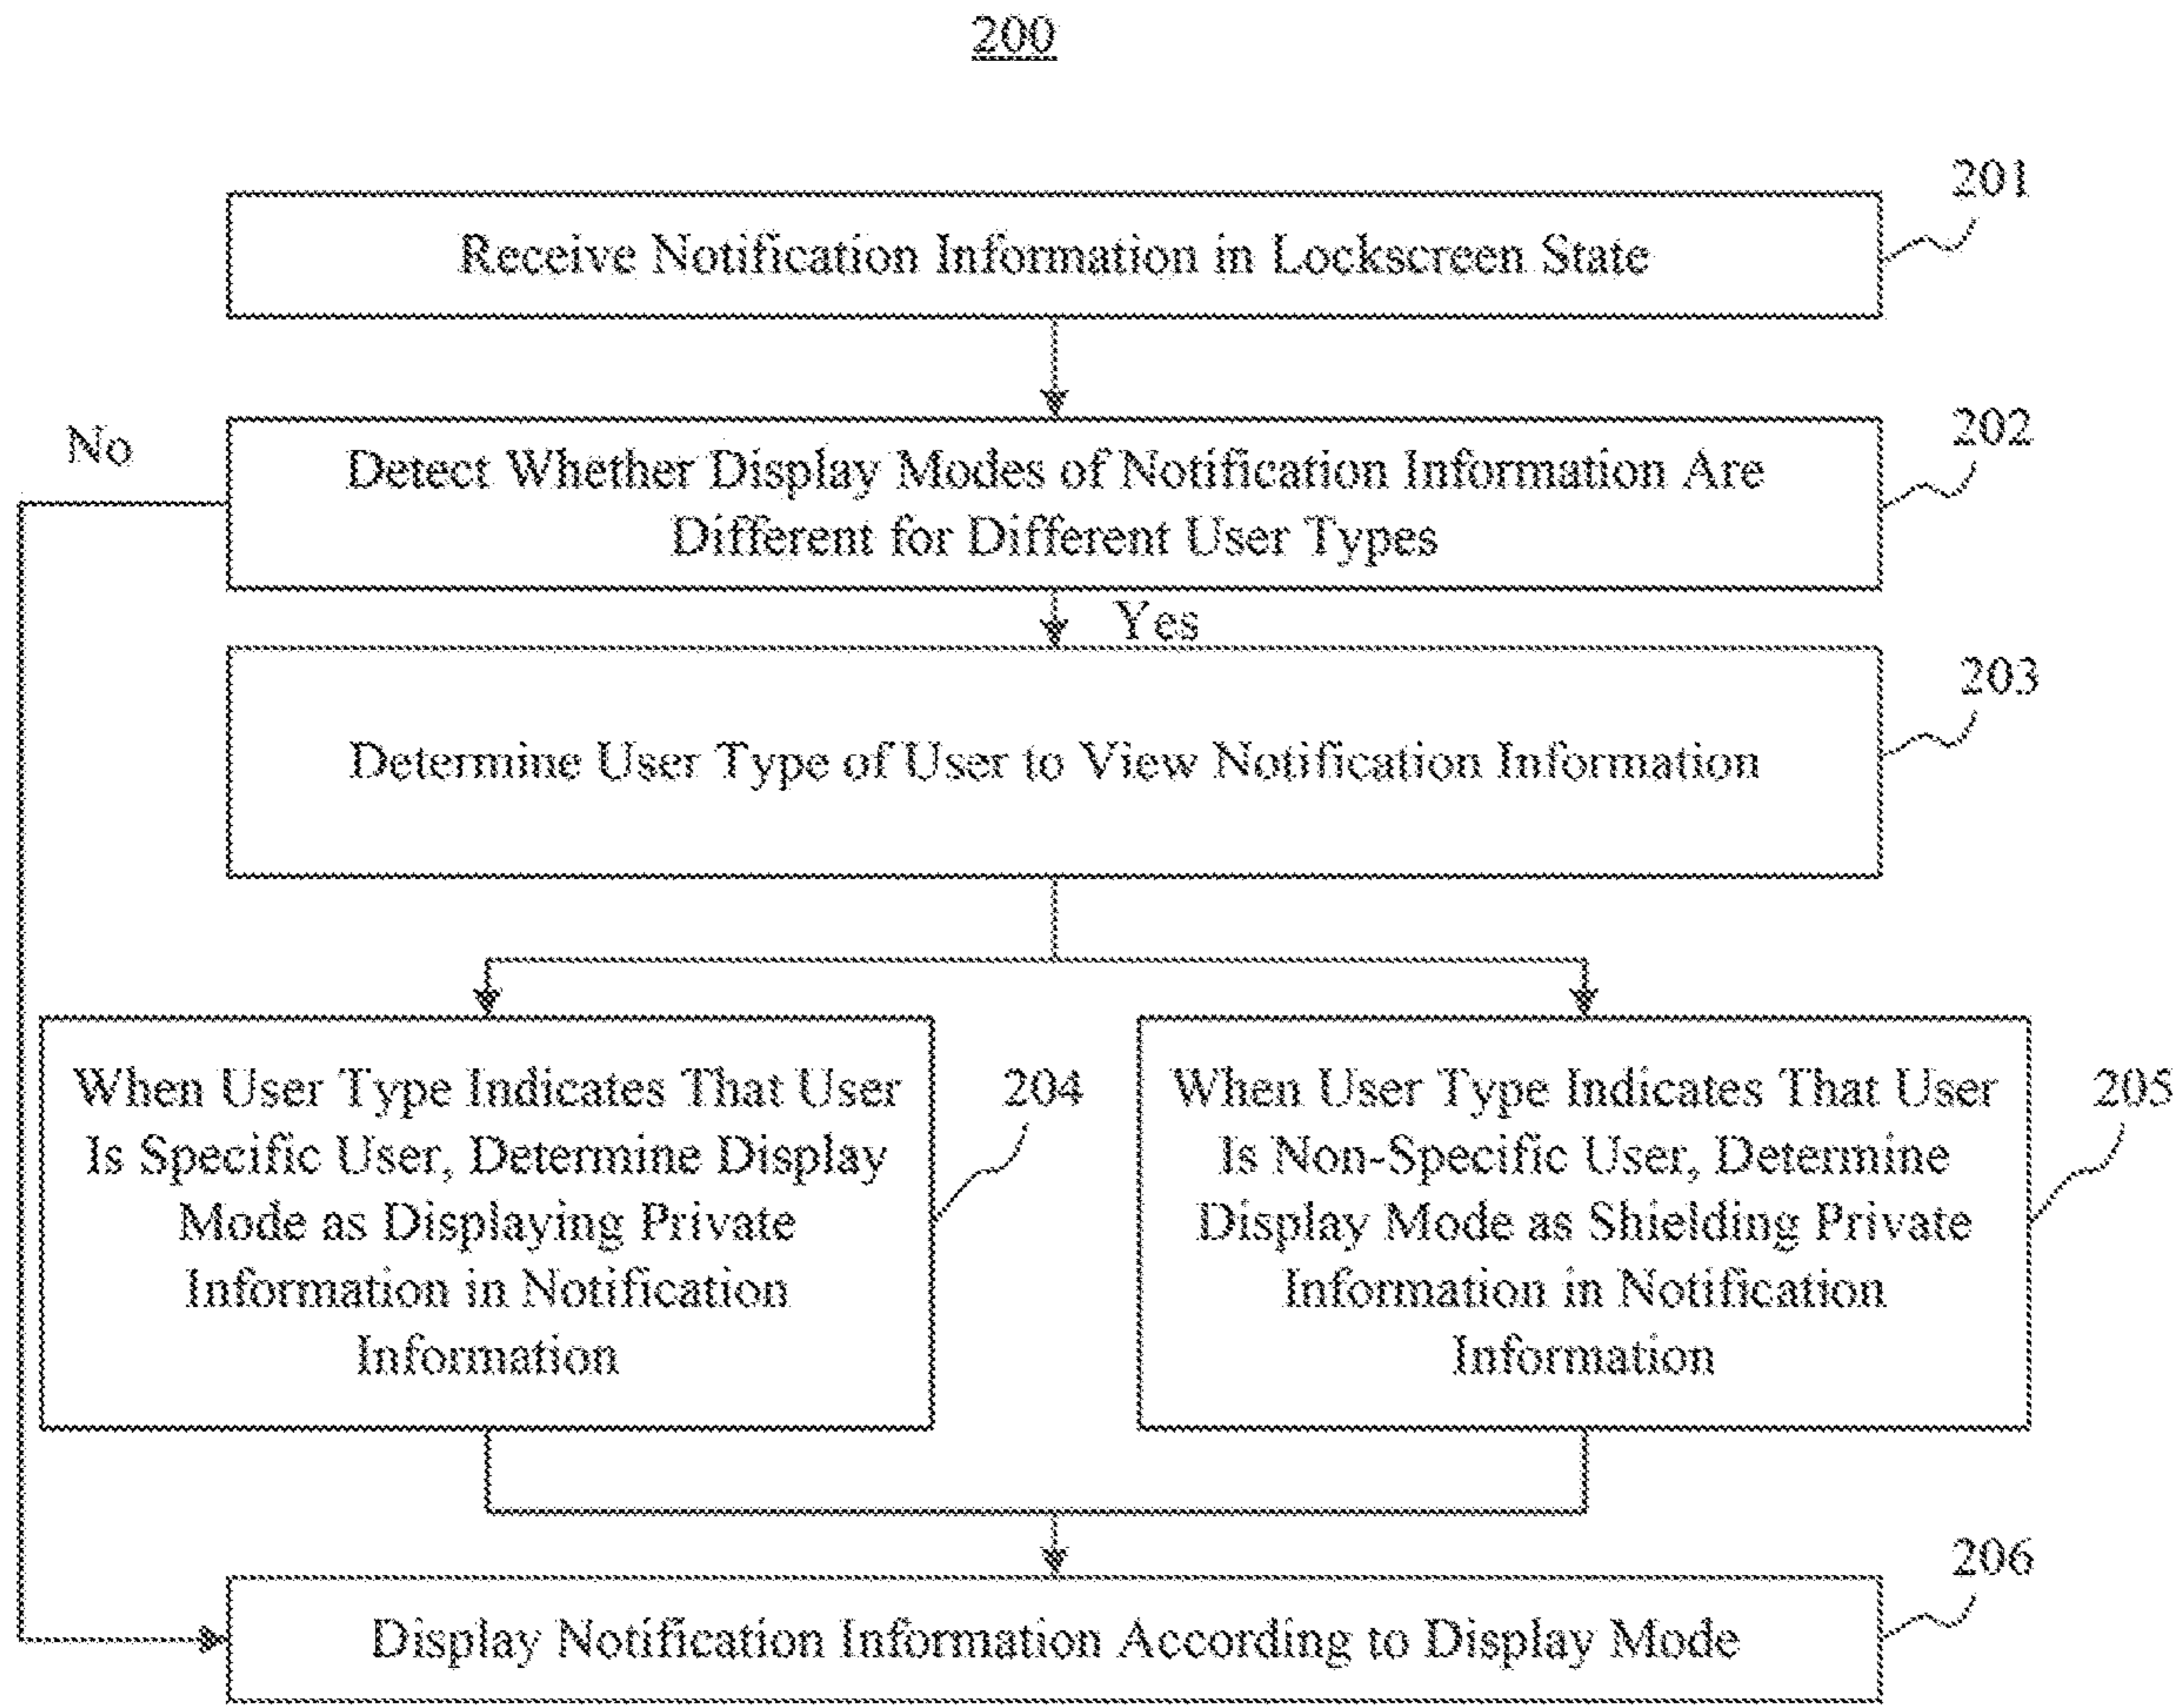 200
201
Receive Notification Information in Lockscreen State
202
No
Detect Whether Display Modes of Notification Information Are
Different for Different User Types
Yes
203
Determine User Type of User to View Notification Information
When User Type Indicates That User
Is Specific User, Determine Display
Mode as Displaying Private
Information in Notification
Information
204
When User Type Indicates That User
Is Non-Specific User, Determine
Display Mode as Shielding Private
Information in Notification
Information
205
206
Display Notification Information According to Display Mode